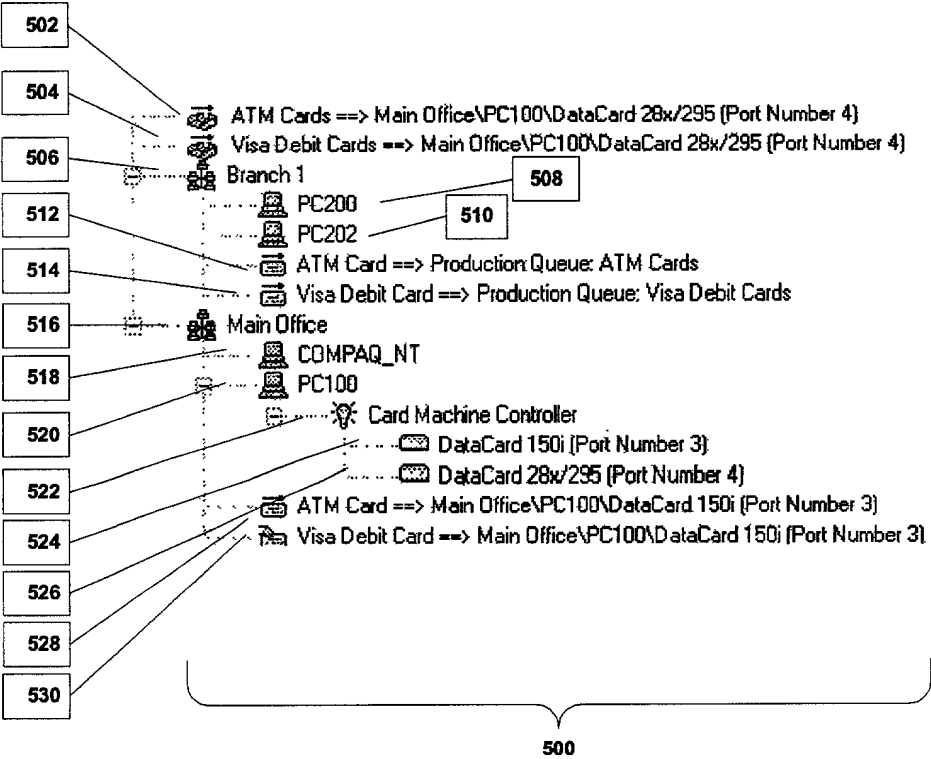 502
504
506
512
514
516
518
520
522
524
526
528
530
ATM Cards ==> Main Office\PC100\DataCard 28x/295 (Port Number 4)
Visa Debit Cards ==> Main Office\PC100\DataCard 28x/295 (Port Number 4)
Branch 1
508
PC200
510
PC202
ATM Card ==> Production Queue: ATM Cards
Visa Debit Card ==> Production Queue: Visa Debit Cards
Main Office
COMPAQ_NT
PC100
Card Machine Controller
DataCard 150i (Port Number 3)
DataCard 28x/295 (Port Number 4)
ATM Card ==> Main Office\PC100\DataCard 150i (Port Number 3)
Visa Debit Card ==> Main Office\PC100\DataCard 150i (Port Number 3)
500